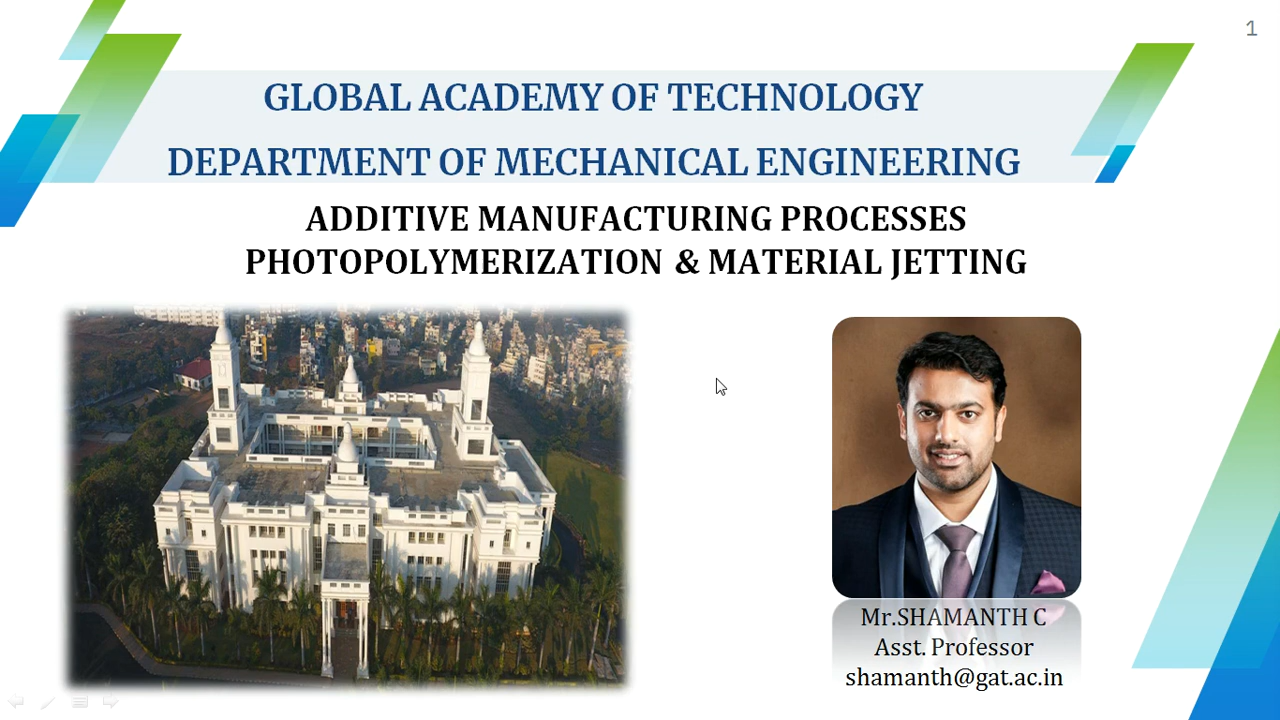 1
GLOBAL ACADEMY OF TECHNOLOGY
DEPARTMENT OF MECHANICAL ENGINEERING
ADDITIVE MANUFACTURING PROCESSES
PHOTOPOLYMERIZATION & MATERIAL JETTING
Mr.SHAMANTH C
Asst. Professor
shamanth@gat.ac.in